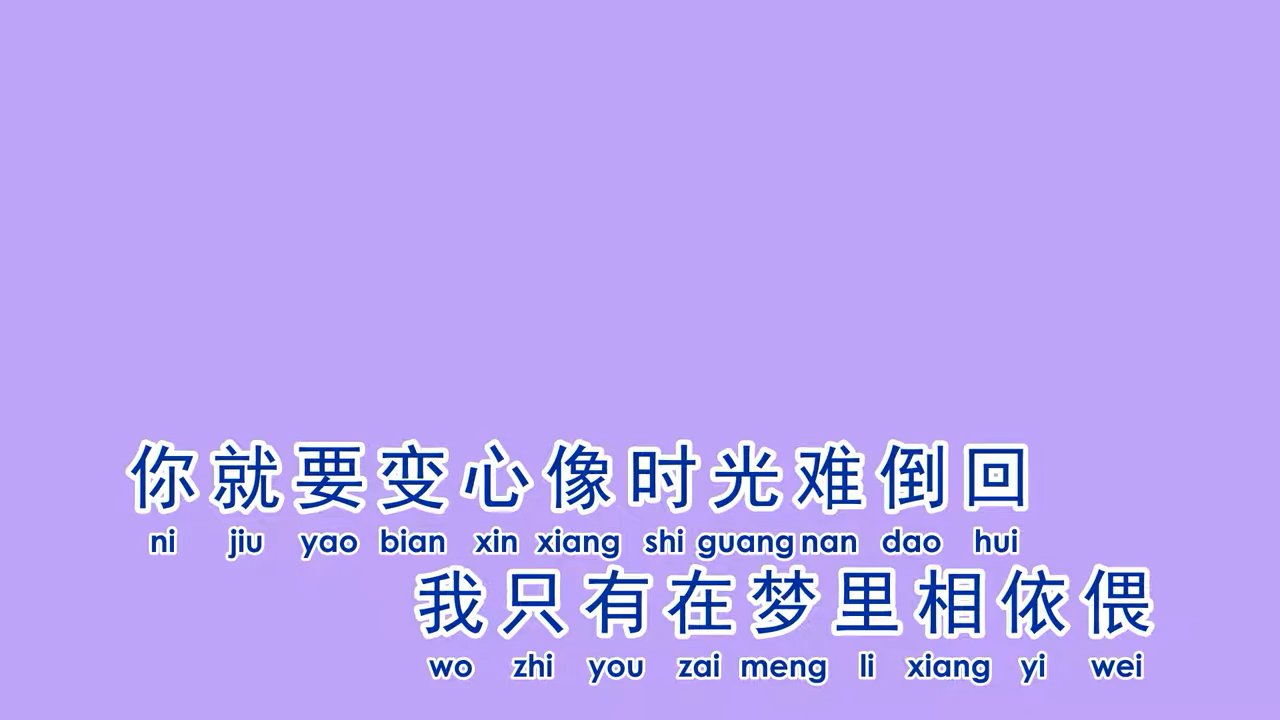 你就要变心像时光难倒回
ni jiu yao bian xin xiang shi guang nan dao hui
我只有在梦里相依偎
wo zhi you zai meng li xiang yi wei